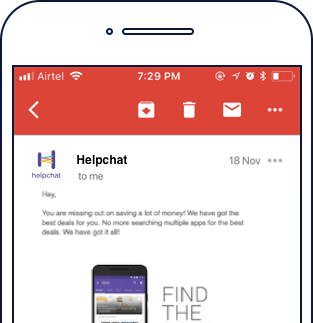 Airtel 7:29 PM
Helpchat 18 Nov
helpchat to me
Hey,
You are missing out on saving a lot of money! We have got the
best deals for you. No more searching multiple apps for the best
deals. We have got it all!
FIND
THE